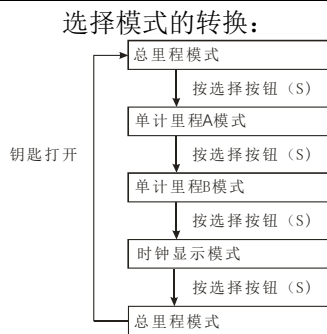 选择模式的转换：
总里程模式
按选择按钮（S）
单计里程A模式
钥匙打开
按选择按钮（S）
单计里程B模式
按选择按钮（S）
时钟显示模式
按选择按钮（S）
总里程模式